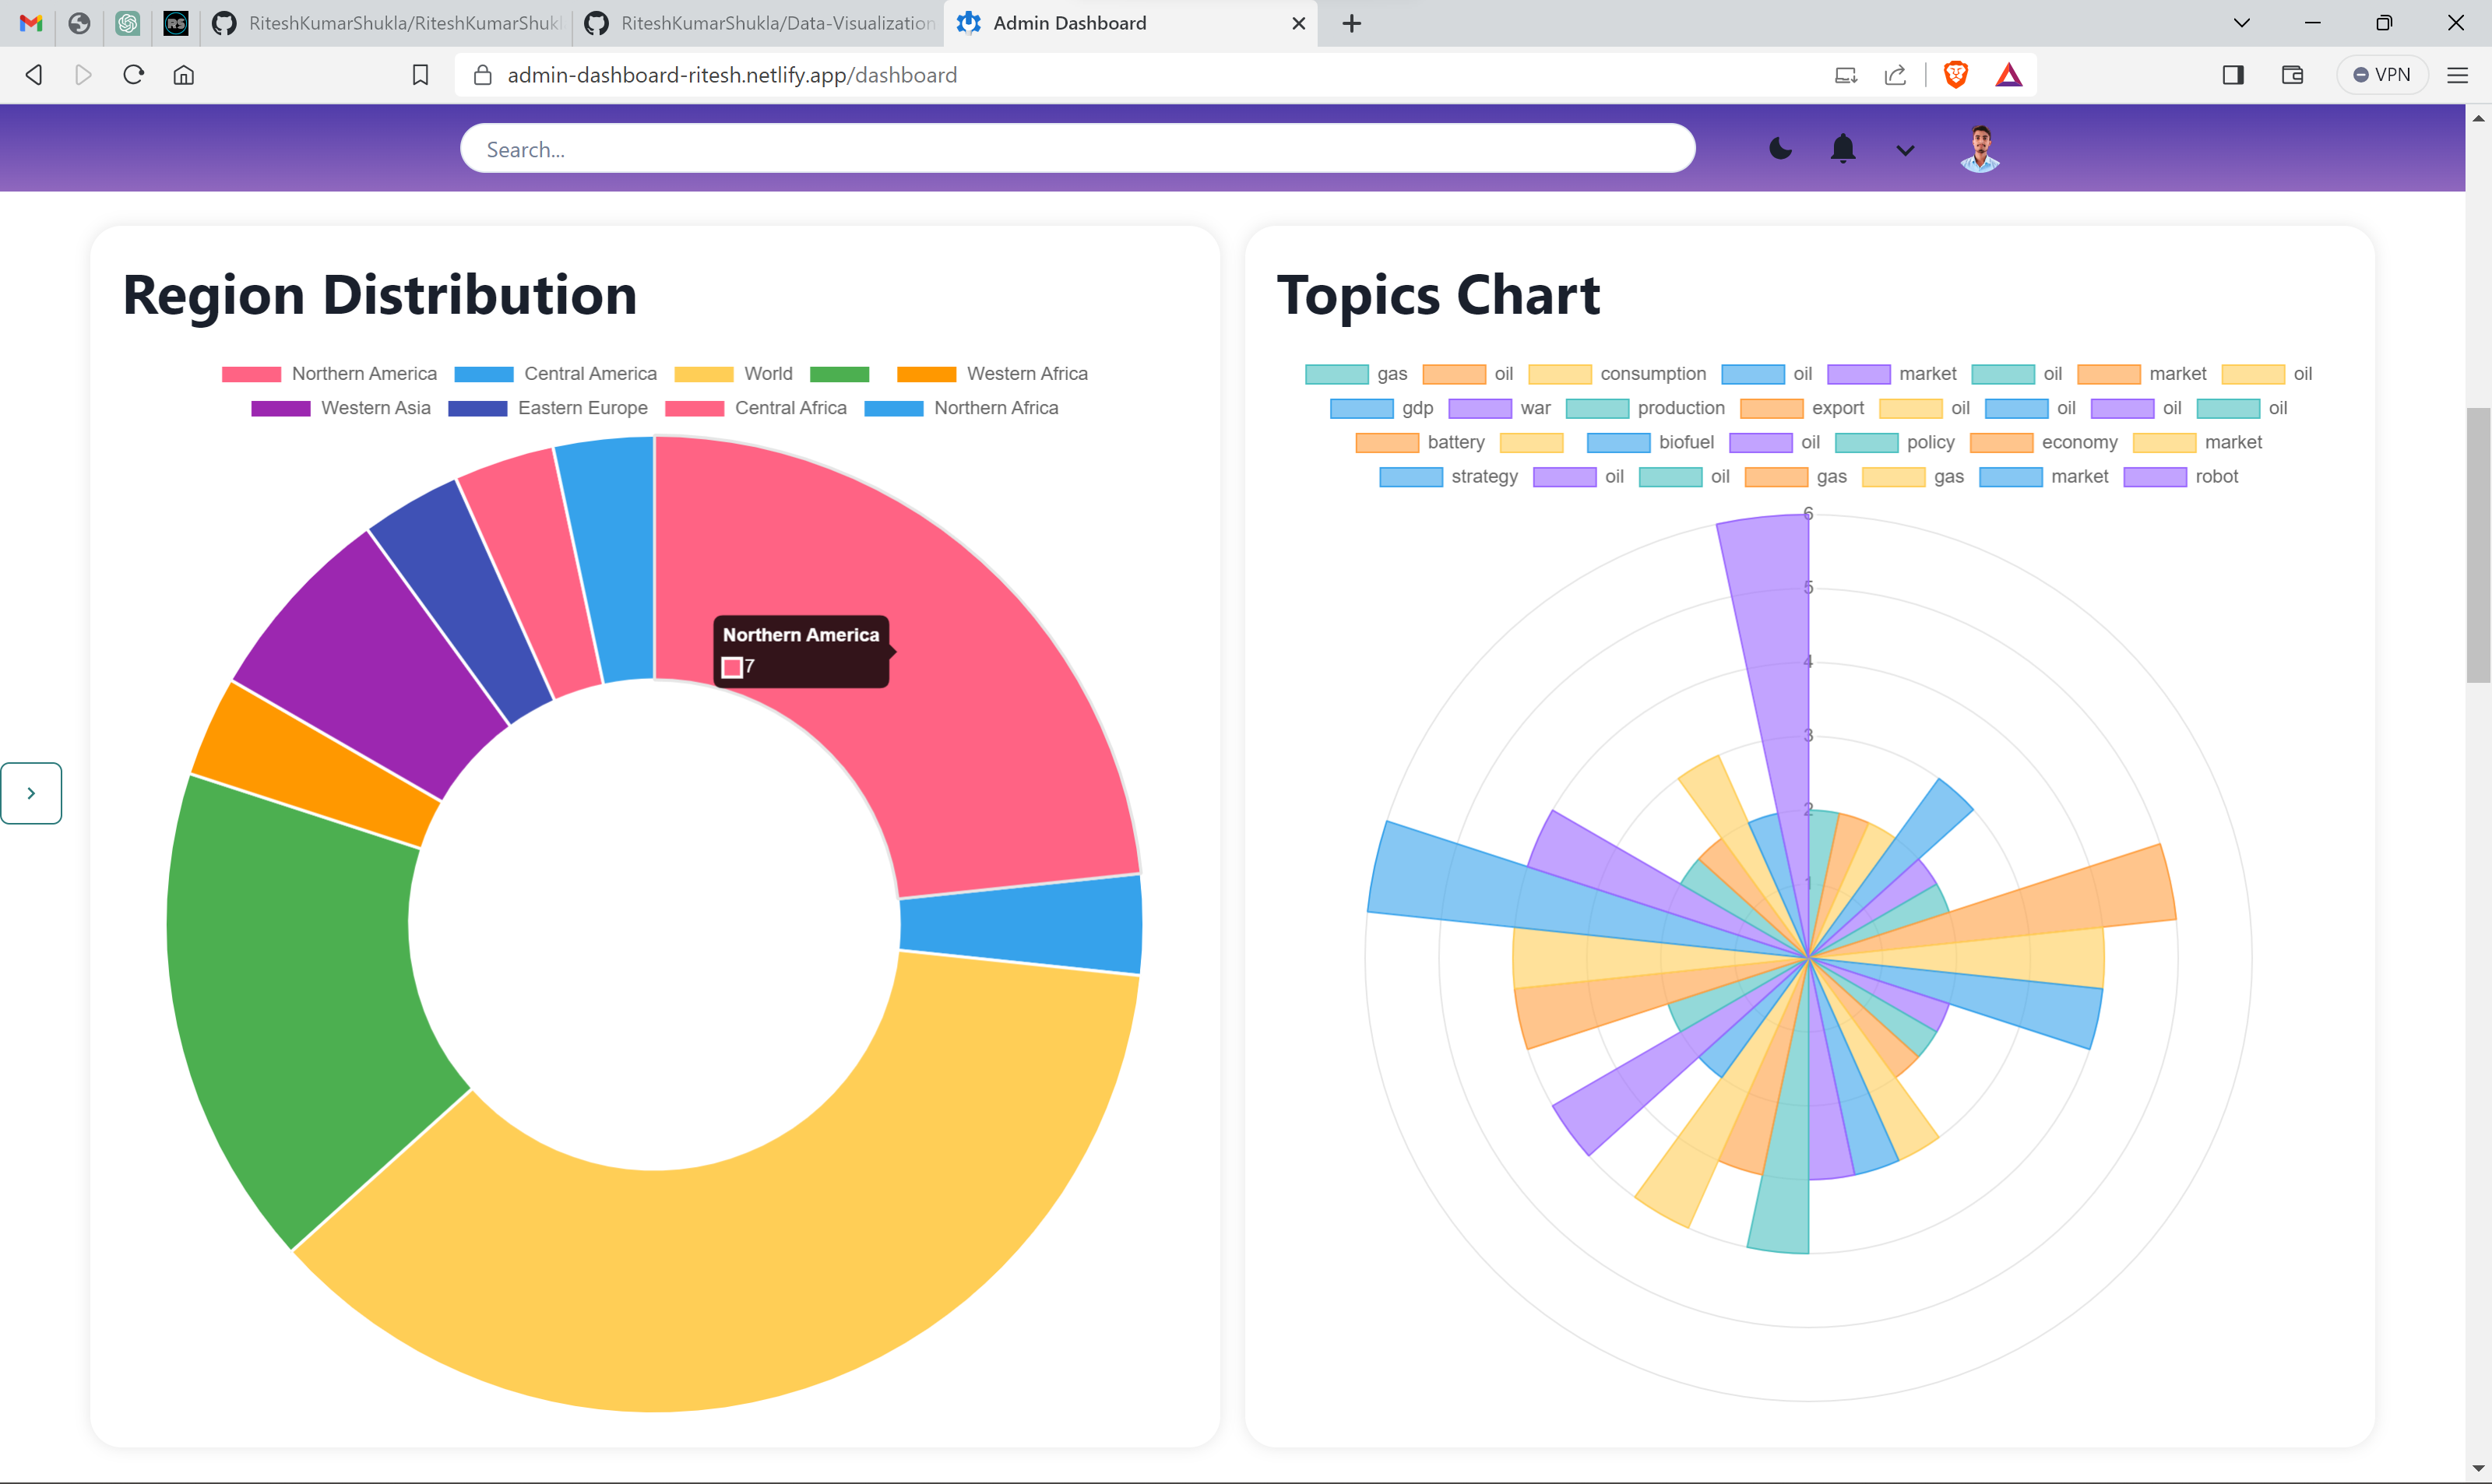 RiteshKumarShukla/RiteshKumarShukl
RiteshKumarShukla/Data-Visualization
Admin Dashboard
admin-dashboard-ritesh.netlify.app/dashboard
VPN
Search...
Region Distribution
Northern America Central America World Western Africa
Western Asia Eastern Europe Central Africa Northern Africa
Northern America
7
Topics Chart
gas oil consumption oil market oil market oil
gdp war production export oil oil oil oil
battery biofuel oil policy economy market
strategy oil oil gas gas market robot
6
5
4
3
2
1